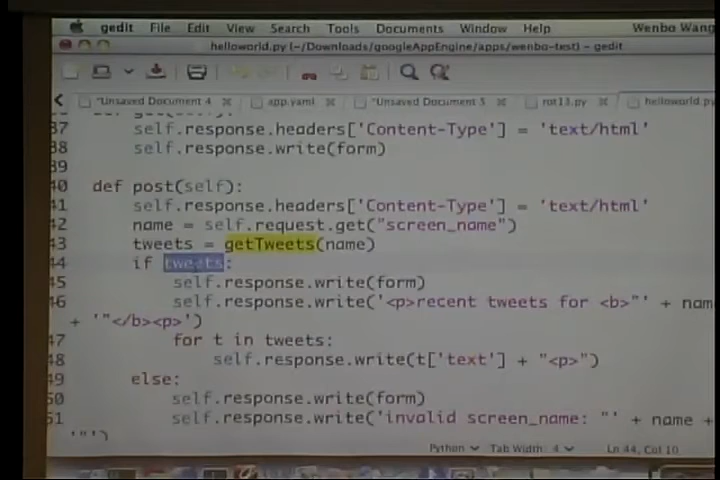 gedit File Edit View Search Tools Documents Window Help Wenbo Wang
helloworld.py (~/Downloads/googleAppEngine/apps/wenbo-test) - gedit
*Unsaved Document 4 app.yaml *Unsaved Document 3 rot13.py helloworld.py
37 self.response.headers['Content-Type'] = 'text/html'
38 self.response.write(form)
39
40 def post(self):
41 self.response.headers['Content-Type'] = 'text/html'
42 name = self.request.get("screen_name")
43 tweets = getTweets(name)
44 if tweets:
45 self.response.write(form)
46 self.response.write('<p>recent tweets for <b>"' + name
+ '"</b><p>')
47 for t in tweets:
48 self.response.write(t['text'] + "<p>")
49 else:
50 self.response.write(form)
51 self.response.write('invalid screen_name: "' + name +
'"')
Python Tab Width: 4 Ln 44, Col 10